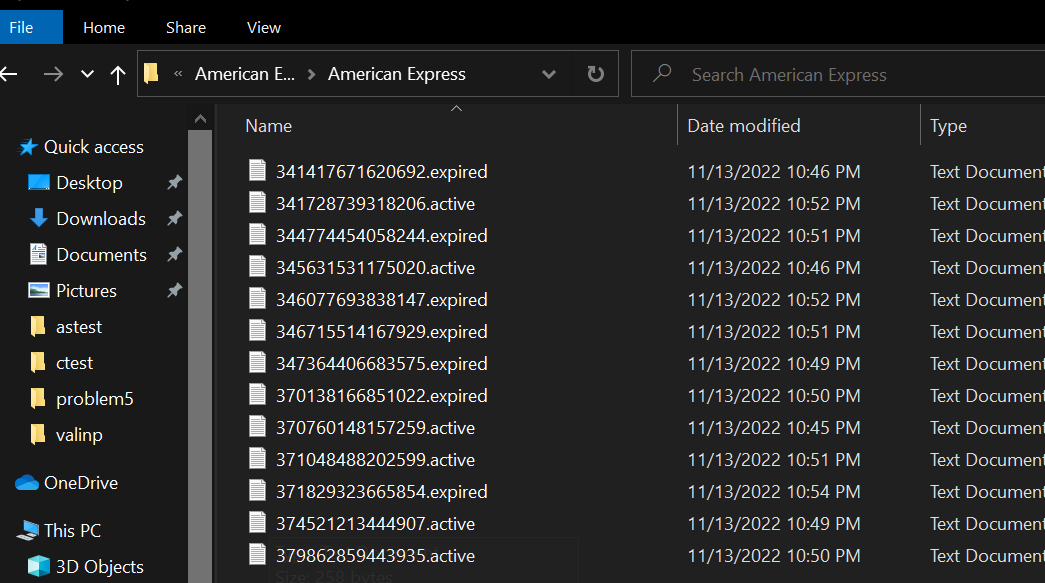 File Home Share View
« American E... > American Express Search American Express
Name Date modified Type
Quick access
Desktop
Downloads
Documents
Pictures
astest
ctest
problem5
valinp
OneDrive
This PC
3D Objects
341417671620692.expired 11/13/2022 10:46 PM Text Document
341728739318206.active 11/13/2022 10:52 PM Text Document
344774454058244.expired 11/13/2022 10:51 PM Text Document
345631531175020.active 11/13/2022 10:46 PM Text Document
346077693838147.expired 11/13/2022 10:52 PM Text Document
346715514167929.expired 11/13/2022 10:51 PM Text Document
347364406683575.expired 11/13/2022 10:49 PM Text Document
370138166851022.expired 11/13/2022 10:50 PM Text Document
370760148157259.active 11/13/2022 10:45 PM Text Document
371048488202599.active 11/13/2022 10:51 PM Text Document
371829323665854.expired 11/13/2022 10:54 PM Text Document
374521213444907.active 11/13/2022 10:49 PM Text Document
379862859443935.active 11/13/2022 10:50 PM Text Document
Size: 258 bytes